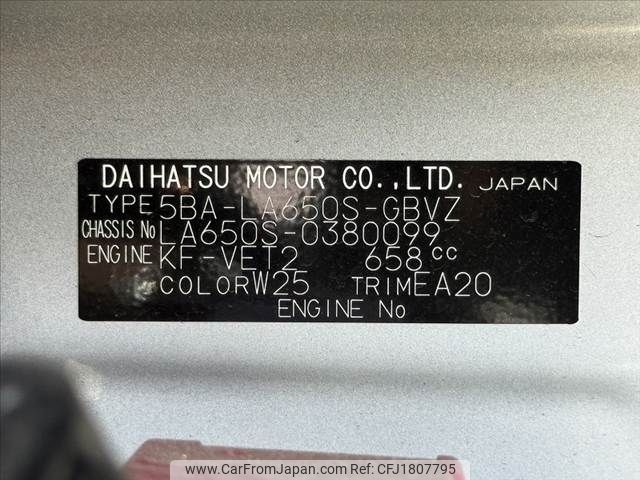 DAIHATSU MOTOR CO.,LTD. JAPAN
TYPE 5BA-LA650S-GBVZ
CHASSIS No LA650S-0380099
ENGINE KF-VET2 658cc
COLOR W25 TRIM EA20
ENGINE No
www.CarFromJapan.com CFJ1807795